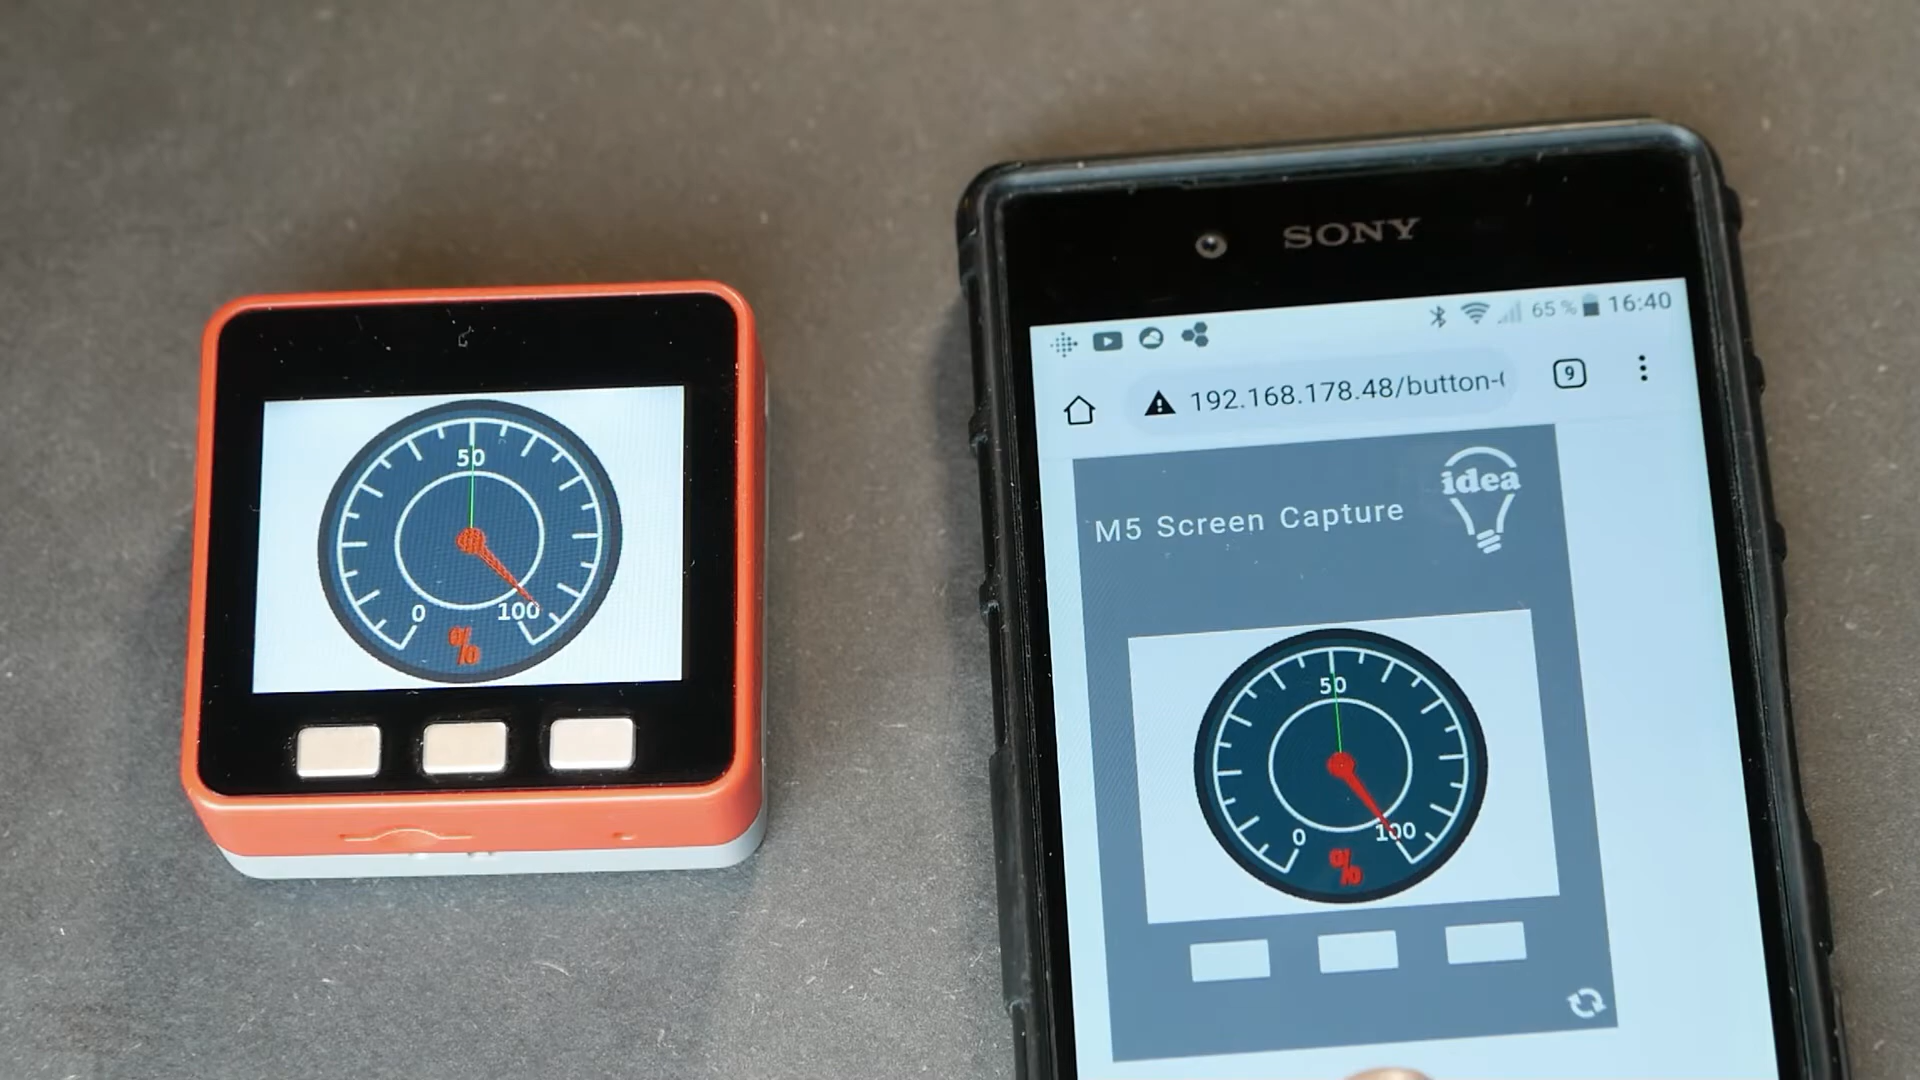 50
0
100
%
SONY
65 % 16:40
192.168.178.48/button-
9
idea
M5 Screen Capture
50
0
100
%